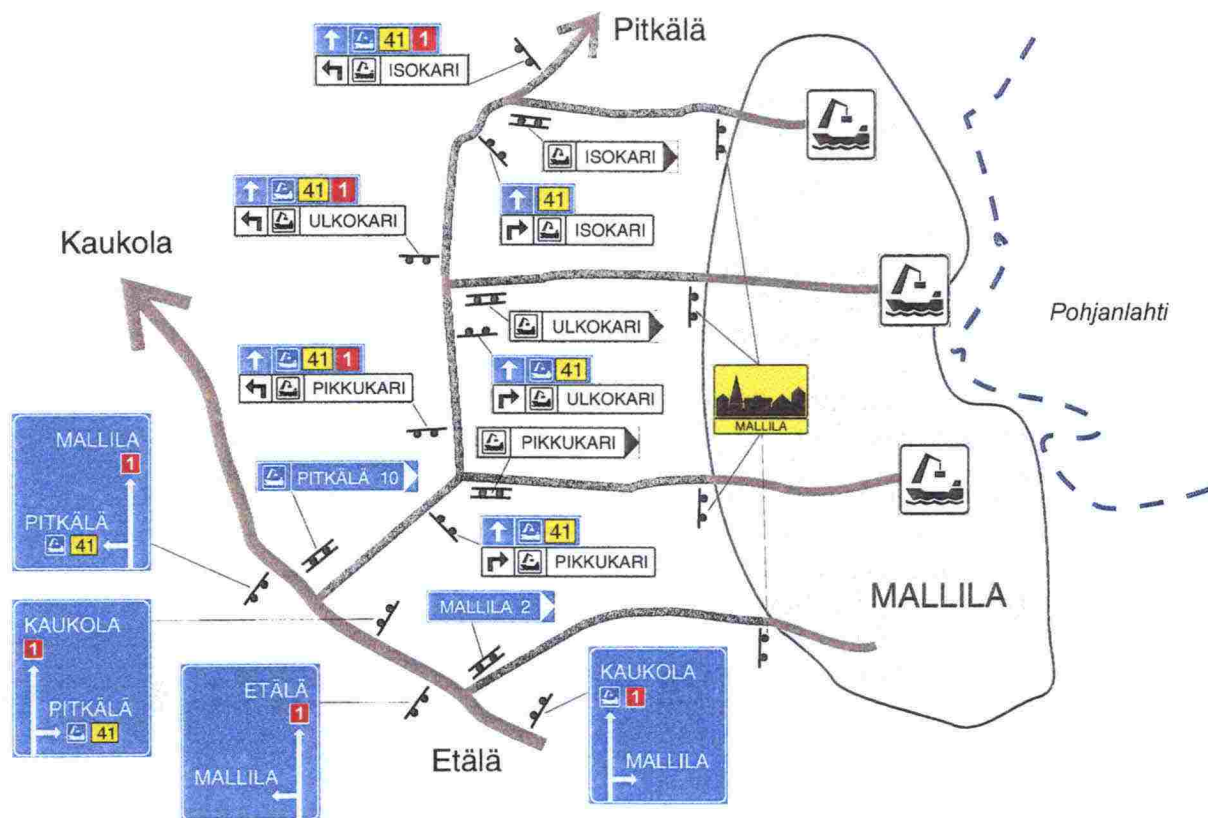 Pitkälä
41 1
ISOKARI
ISOKARI
41
ISOKARI
41 1
ULKOKARI
Kaukola
ULKOKARI
Pohjanlahti
41 1
PIKKUKARI
41
ULKOKARI
MALLILA
PIKKUKARI
MALLILA
1
PITKÄLÄ
41
PITKÄLÄ 10
41
PIKKUKARI
MALLILA
MALLILA 2
KAUKOLA
1
PITKÄLÄ
41
ETÄLÄ
1
MALLILA
Etälä
KAUKOLA
1
MALLILA